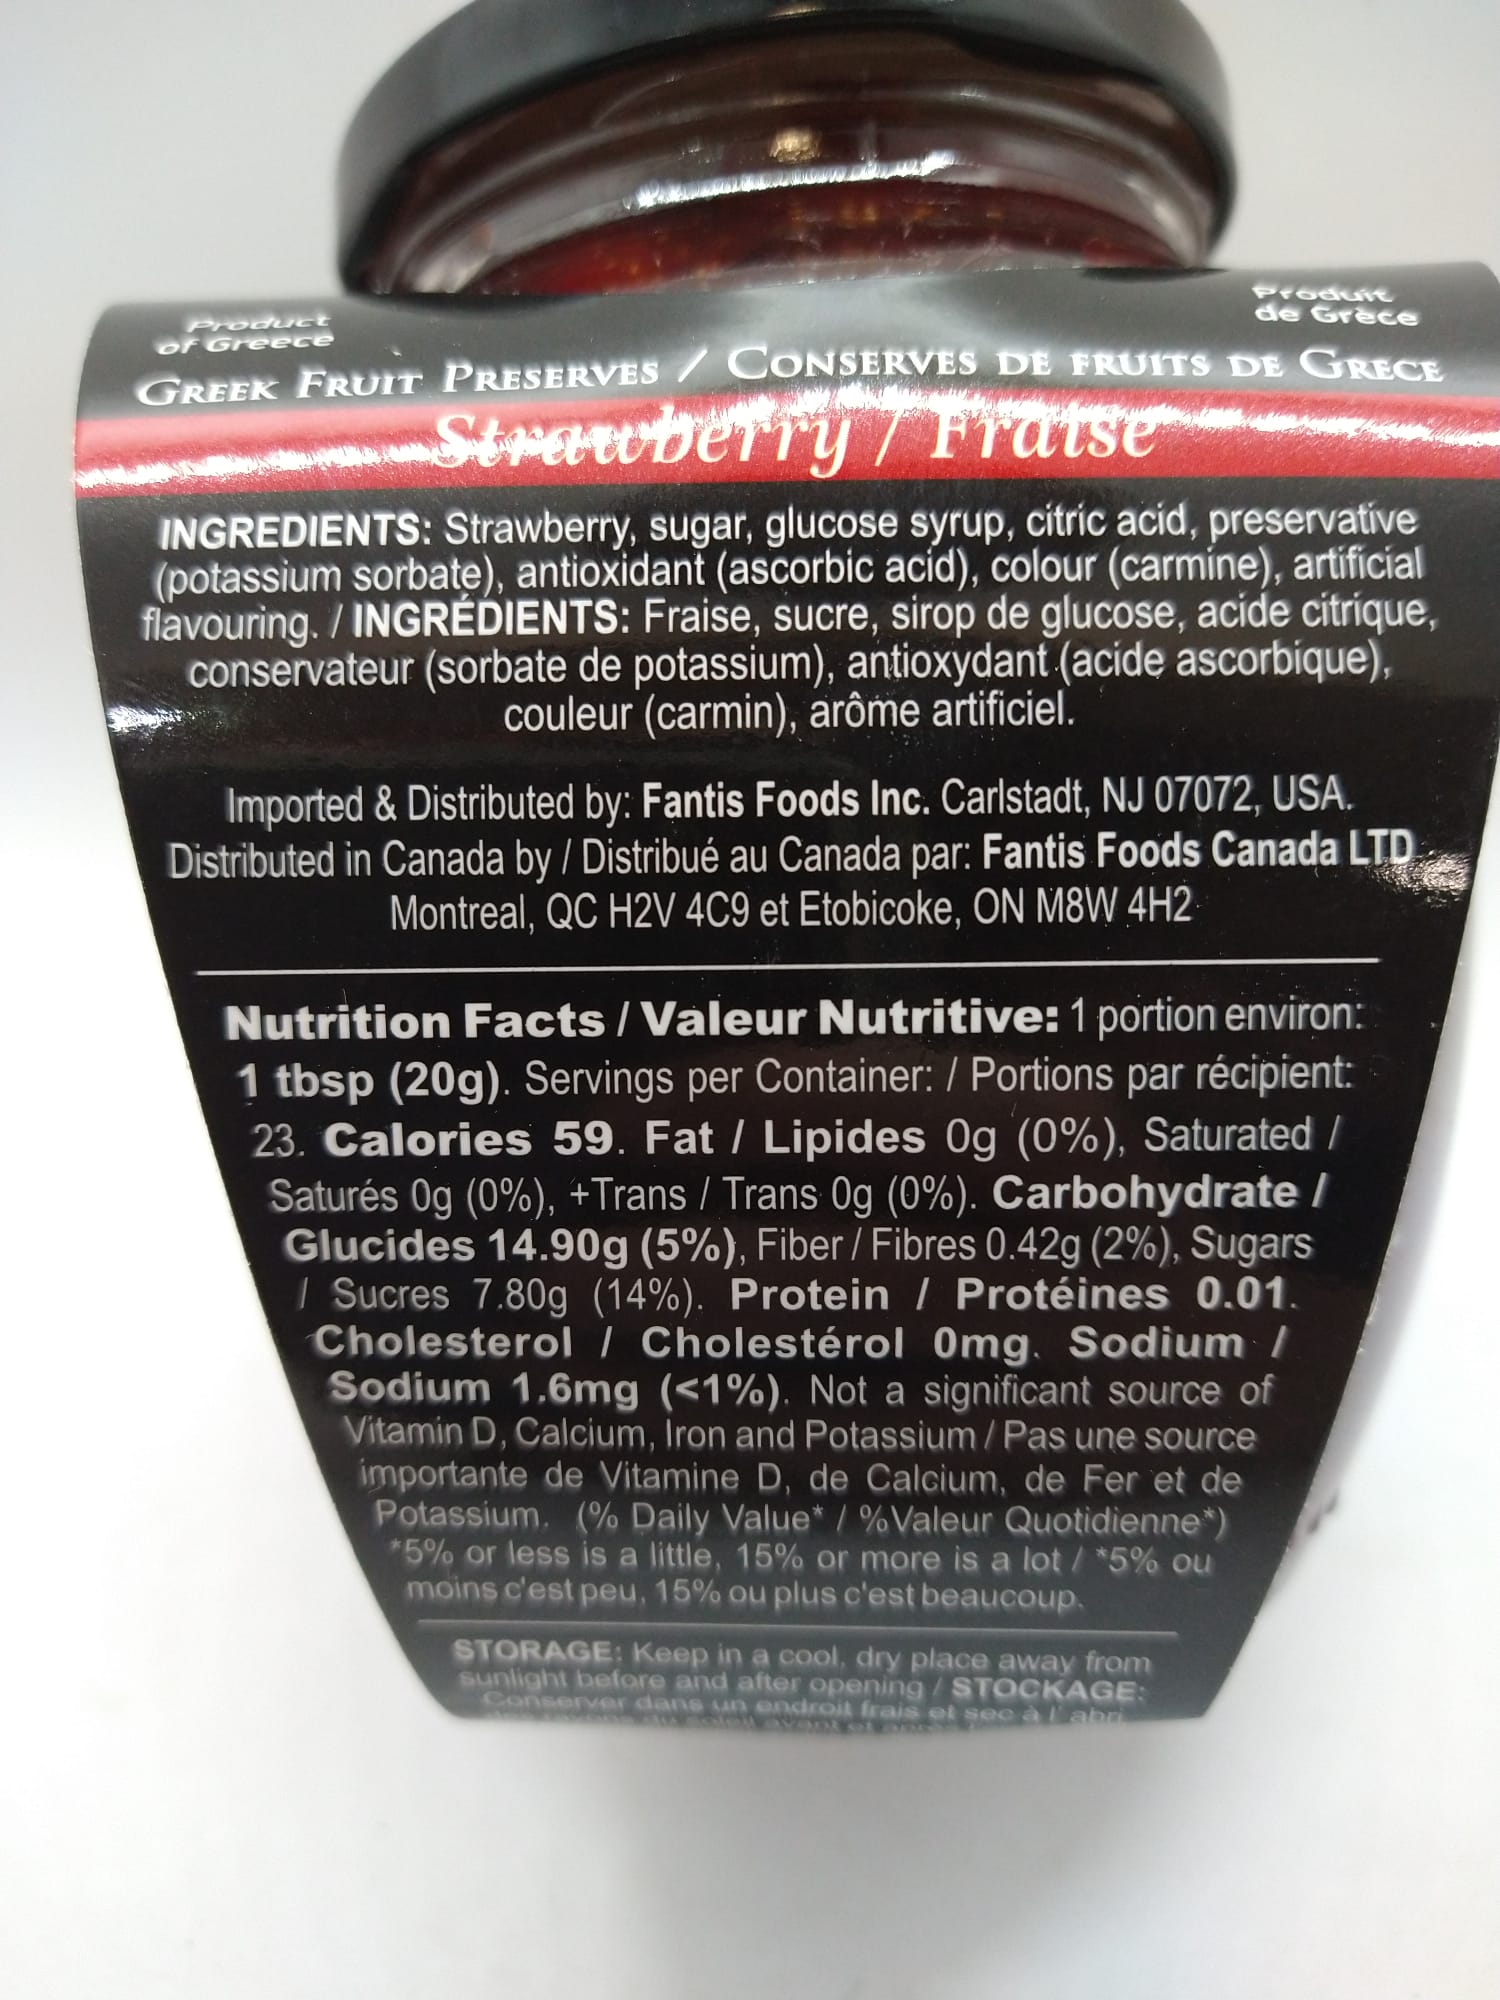 Product
of Greece
Produit
de Grèce
GREEK FRUIT PRESERVES / CONSERVES DE FRUITS DE GRECE
Strawberry / Fraise
INGREDIENTS: Strawberry, sugar, glucose syrup, citric acid, preservative
(potassium sorbate), antioxidant (ascorbic acid), colour (carmine), artificial
flavouring. / INGRÉDIENTS: Fraise, sucre, sirop de glucose, acide citrique,
conservateur (sorbate de potassium), antioxydant (acide ascorbique),
couleur (carmin), arôme artificiel.
Imported & Distributed by: Fantis Foods Inc. Carlstadt, NJ 07072, USA.
Distributed in Canada by / Distribué au Canada par: Fantis Foods Canada LTD
Montreal, QC H2V 4C9 et Etobicoke, ON M8W 4H2
Nutrition Facts / Valeur Nutritive: 1 portion environ:
1 tbsp (20g). Servings per Container: / Portions par récipient:
23. Calories 59. Fat / Lipides 0g (0%), Saturated /
Saturés 0g (0%), +Trans / Trans 0g (0%). Carbohydrate /
Glucides 14.90g (5%), Fiber / Fibres 0.42g (2%), Sugars
/ Sucres 7.80g (14%). Protein / Protéines 0.01.
Cholesterol / Cholestérol 0mg. Sodium /
Sodium 1.6mg (<1%). Not a significant source of
Vitamin D, Calcium, Iron and Potassium / Pas une source
importante de Vitamine D, de Calcium, de Fer et de
Potassium. (% Daily Value* / %Valeur Quotidienne*)
*5% or less is a little, 15% or more is a lot / *5% ou
moins c'est peu, 15% ou plus c'est beaucoup.
STORAGE: Keep in a cool, dry place away from
sunlight before and after opening / STOCKAGE:
Conserver dans un endroit frais et sec à l' abri
du soleil avant et